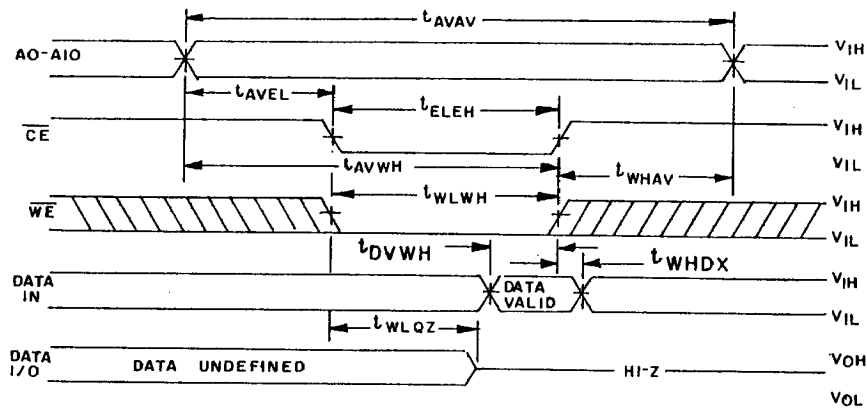 tAVAV
A0-A10
VIH
VIL
tAVEL
tELEH
CE
VIH
VIL
tAVWH
tWHAV
tWLWH
WE
VIH
VIL
tDVWH
tWHDX
DATA IN
DATA VALID
VIH
VIL
tWLQZ
DATA I/O
DATA UNDEFINED
HI-Z
VOH
VOL